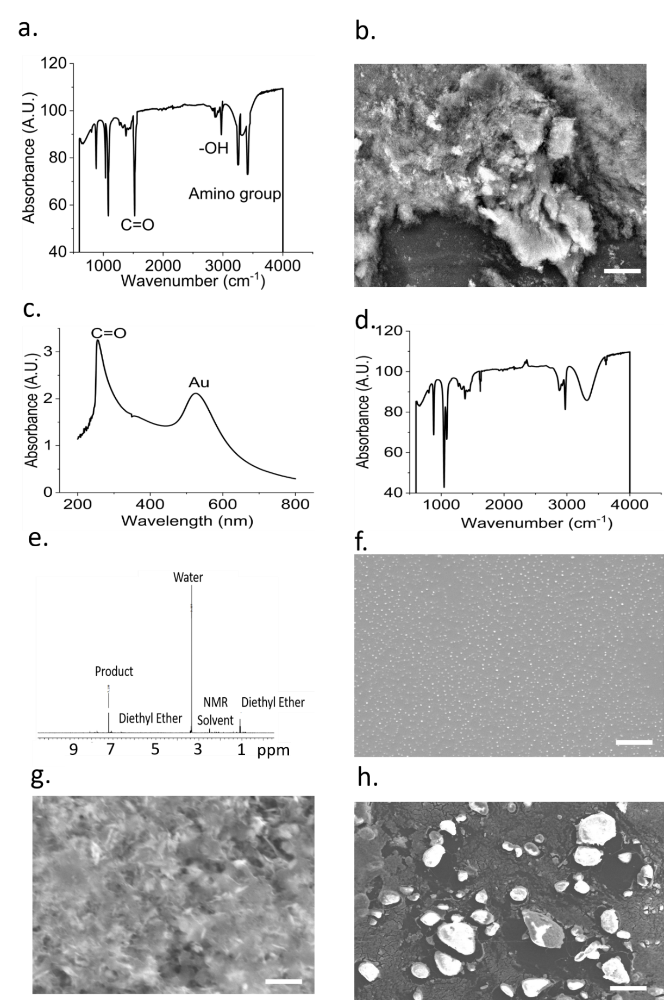 a.
120
100
80
60
40
Absorbance (A.U.)
-OH
Amino group
C=O
1000 2000 3000 4000
Wavenumber (cm⁻¹)
b.
c.
C=O
Au
3
2
1
0
Absorbance (A.U.)
200 400 600 800
Wavelength (nm)
d.
120
100
80
60
40
Absorbance (A.U.)
1000 2000 3000 4000
Wavenumber (cm⁻¹)
e.
Water
Product
Diethyl Ether
NMR
Solvent
Diethyl Ether
9 7 5 3 1 ppm
f.
g.
h.